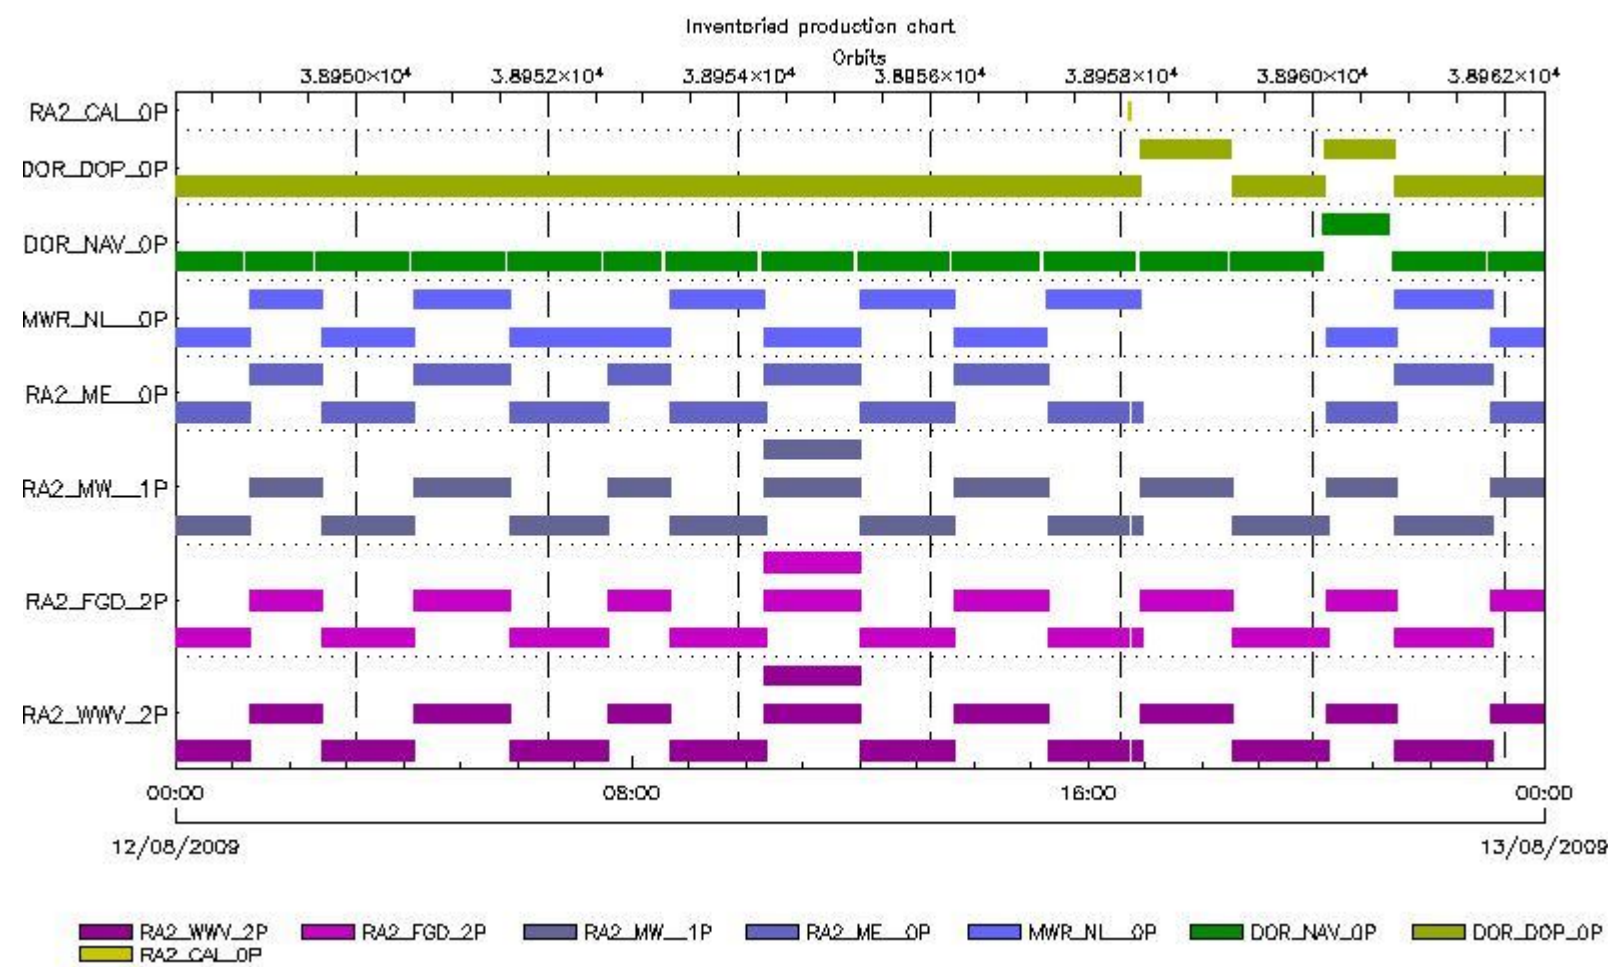 Inventoried production chart
Orbits
3.8950×10⁴ 3.8952×10⁴ 3.8954×10⁴ 3.8956×10⁴ 3.8958×10⁴ 3.8960×10⁴ 3.8962×10⁴
RA2_CAL_0P
DOR_DOP_0P
DOR_NAV_0P
MWR_NL__0P
RA2_ME__0P
RA2_MW__1P
RA2_FGD_2P
RA2_WWV_2P
00:00 08:00 16:00 00:00
12/08/2009 13/08/2009
RA2_WWV_2P RA2_FGD_2P RA2_MW__1P RA2_ME__0P MWR_NL__0P DOR_NAV_0P DOR_DOP_0P
RA2_CAL_0P